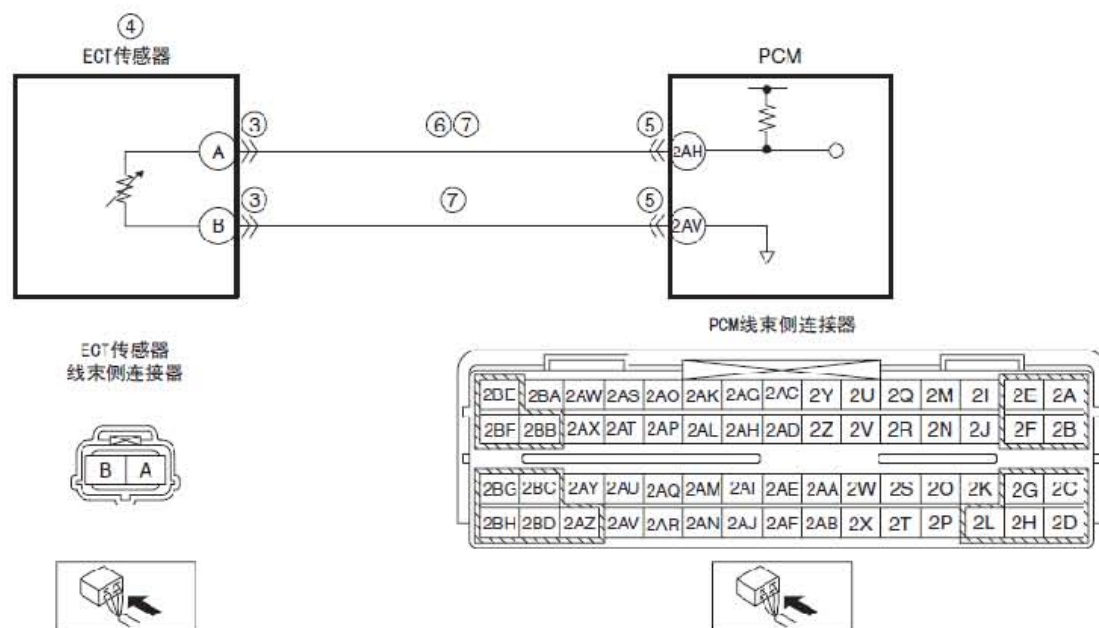 ④
ECT传感器
PCM
A
③
⑥⑦
⑤
2AH
B
③
⑦
⑤
2AV
PCM线束侧连接器
ECT传感器
线束侧连接器
B A
2BE 2BA 2AW 2AS 2AO 2AK 2AG 2AC 2Y 2U 2Q 2M 2I 2E 2A
2BF 2BB 2AX 2AT 2AP 2AL 2AH 2AD 2Z 2V 2R 2N 2J 2F 2B
2BG 2BC 2AY 2AU 2AQ 2AM 2AI 2AE 2AA 2W 2S 2O 2K 2G 2C
2BH 2BD 2AZ 2AV 2AR 2AN 2AJ 2AF 2AB 2X 2T 2P 2L 2H 2D